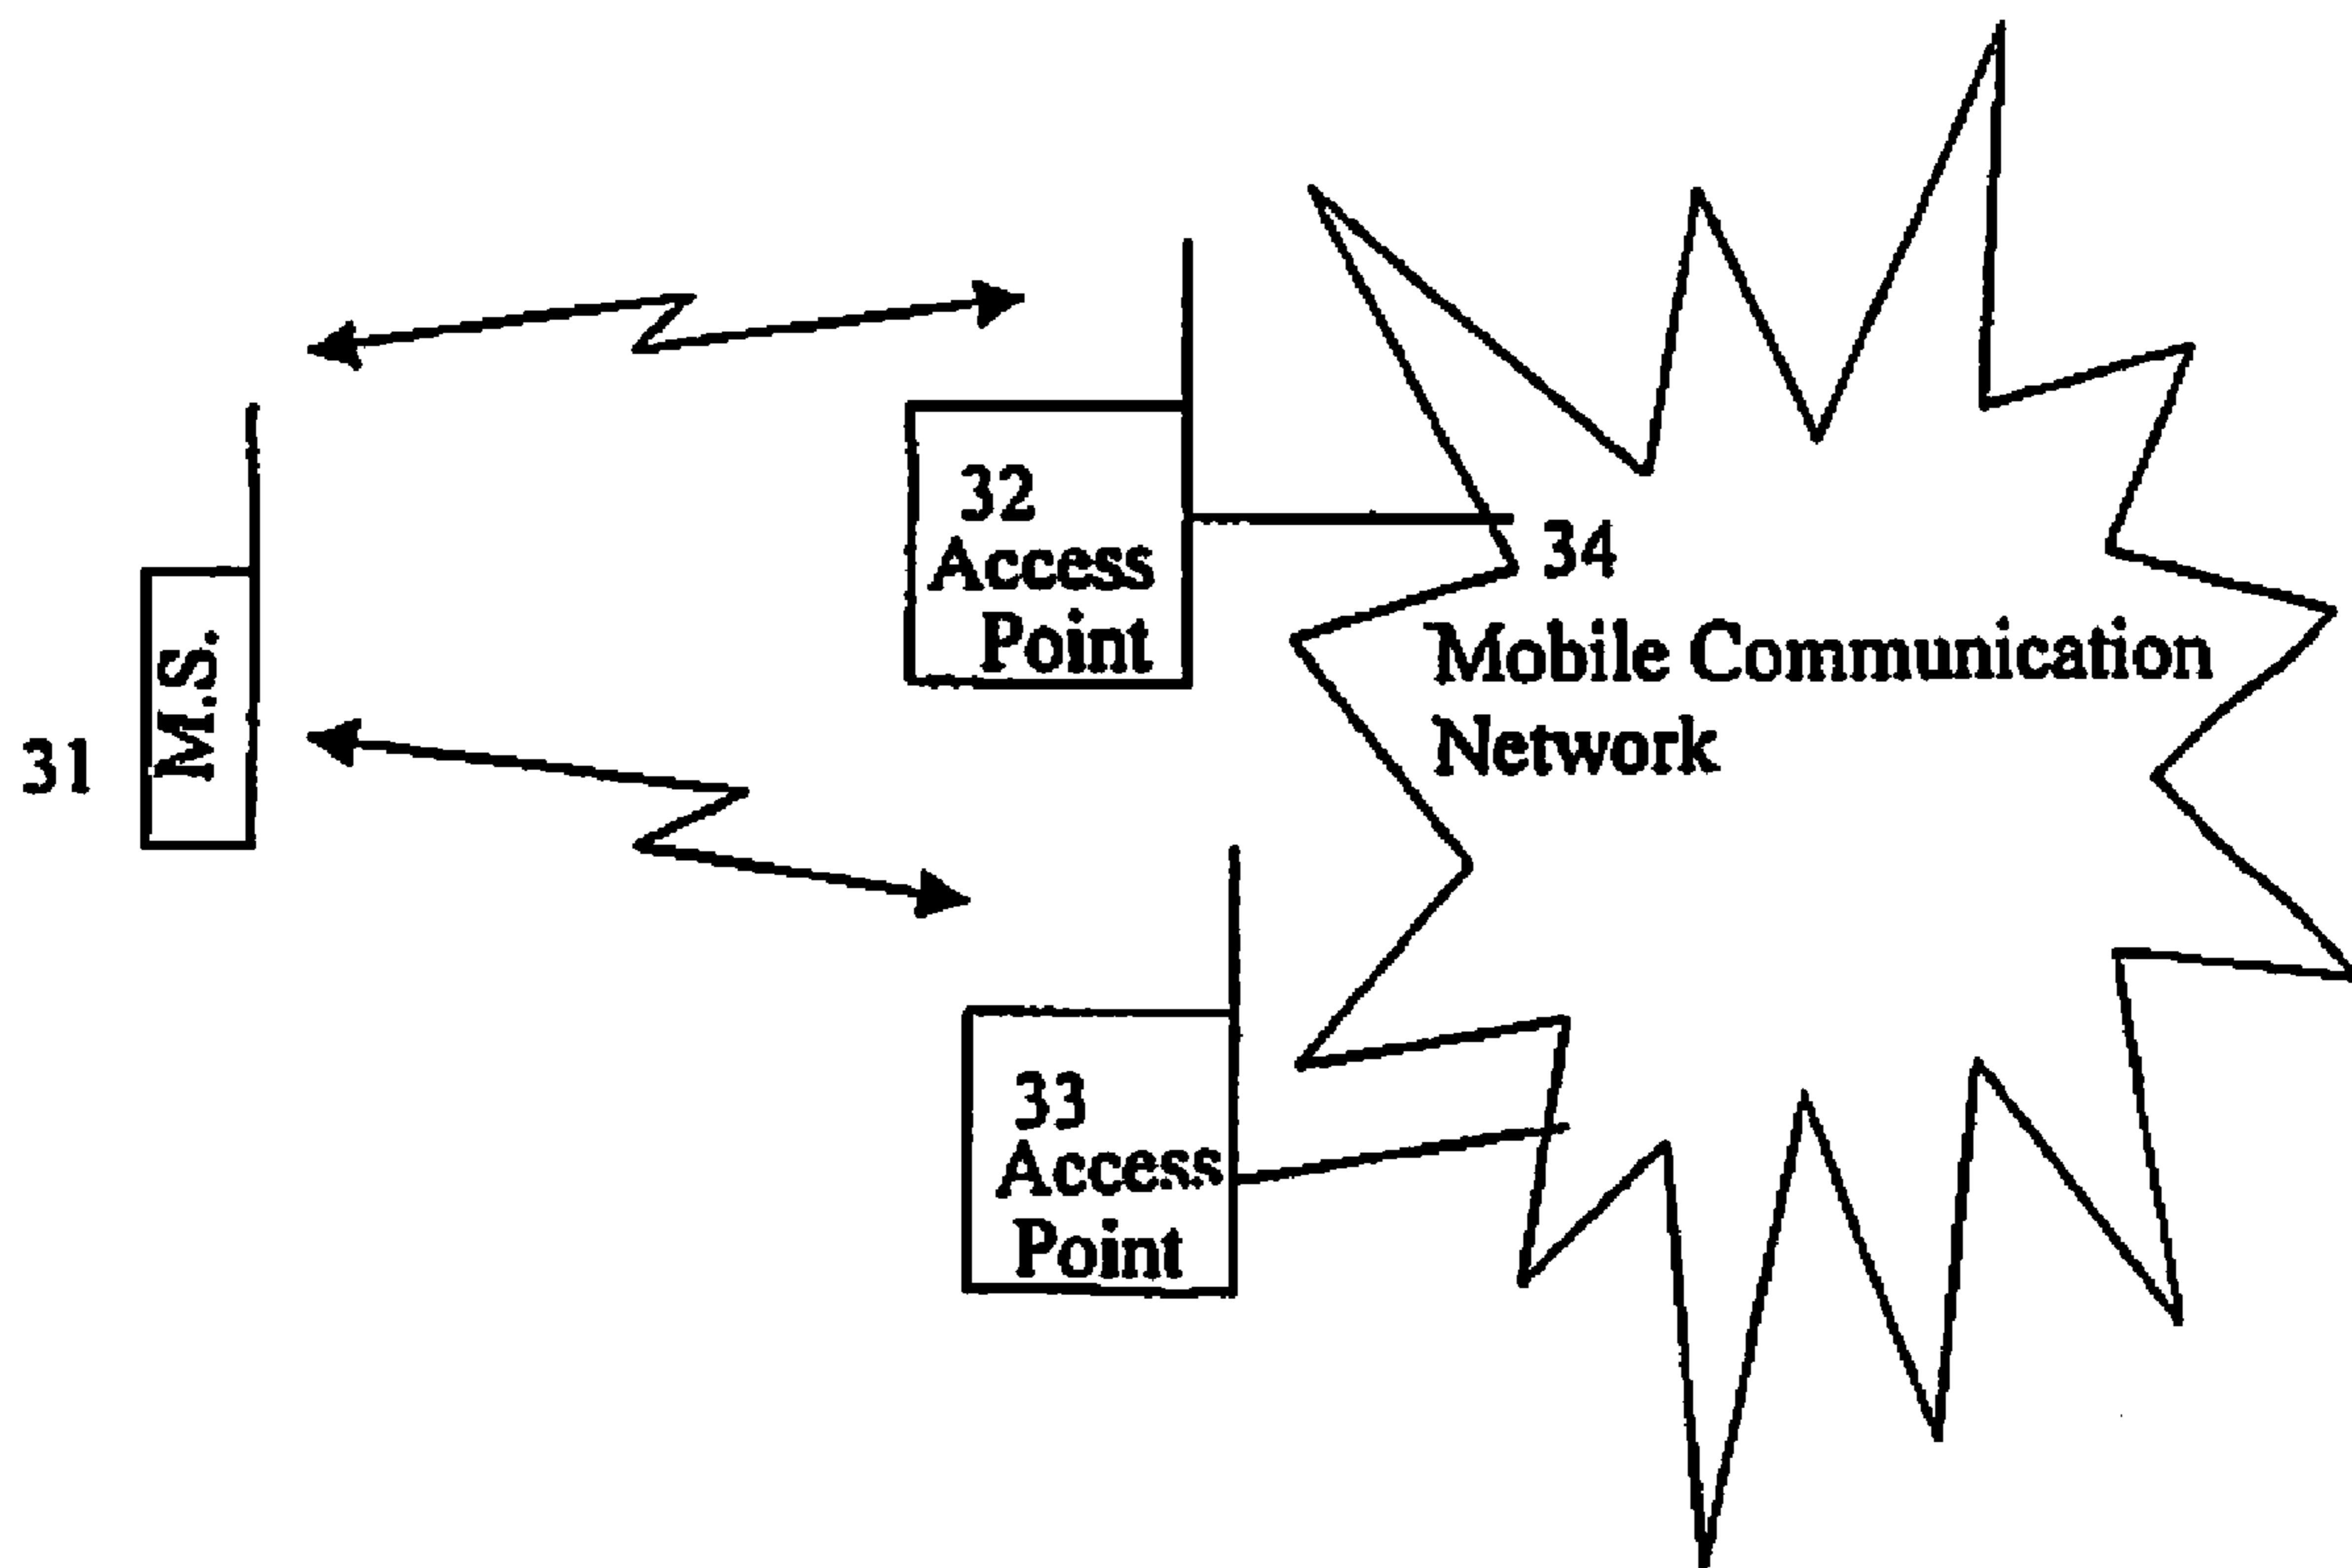 31
M.S.
32
Access
Point
33
Access
Point
34
Mobile Communication
Network